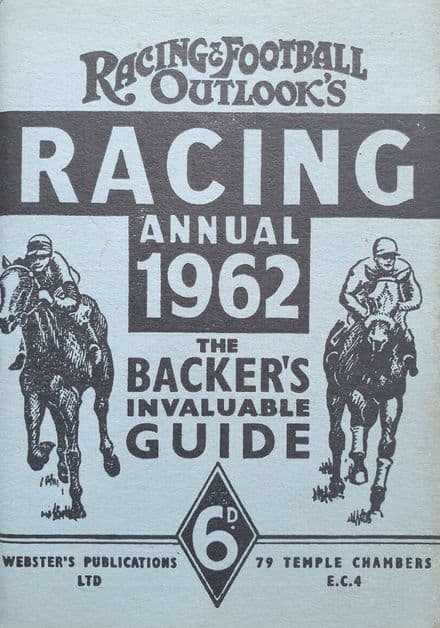 RACING & FOOTBALL
OUTLOOK'S
RACING
ANNUAL
1962
THE
BACKER'S
INVALUABLE
GUIDE
6D.
WEBSTER'S PUBLICATIONS
LTD
79 TEMPLE CHAMBERS
E.C.4